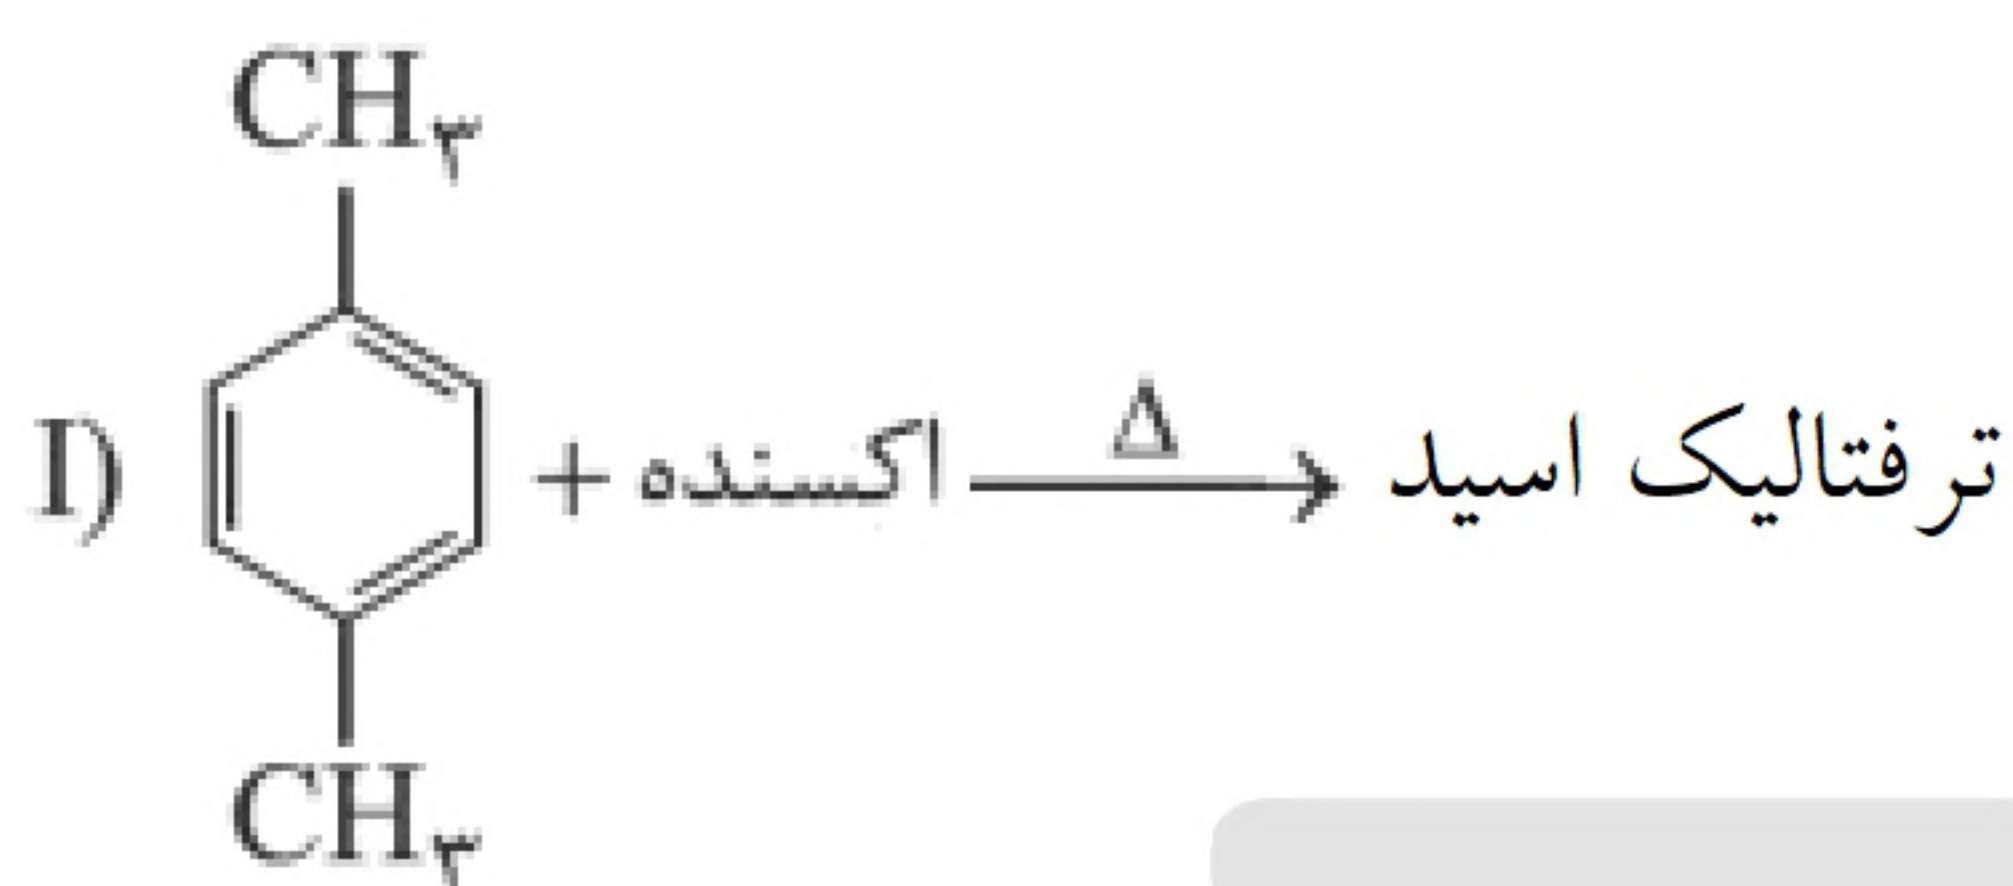 CH۳
I) + اکسنده Δ → ترفتالیک اسید
CH۳